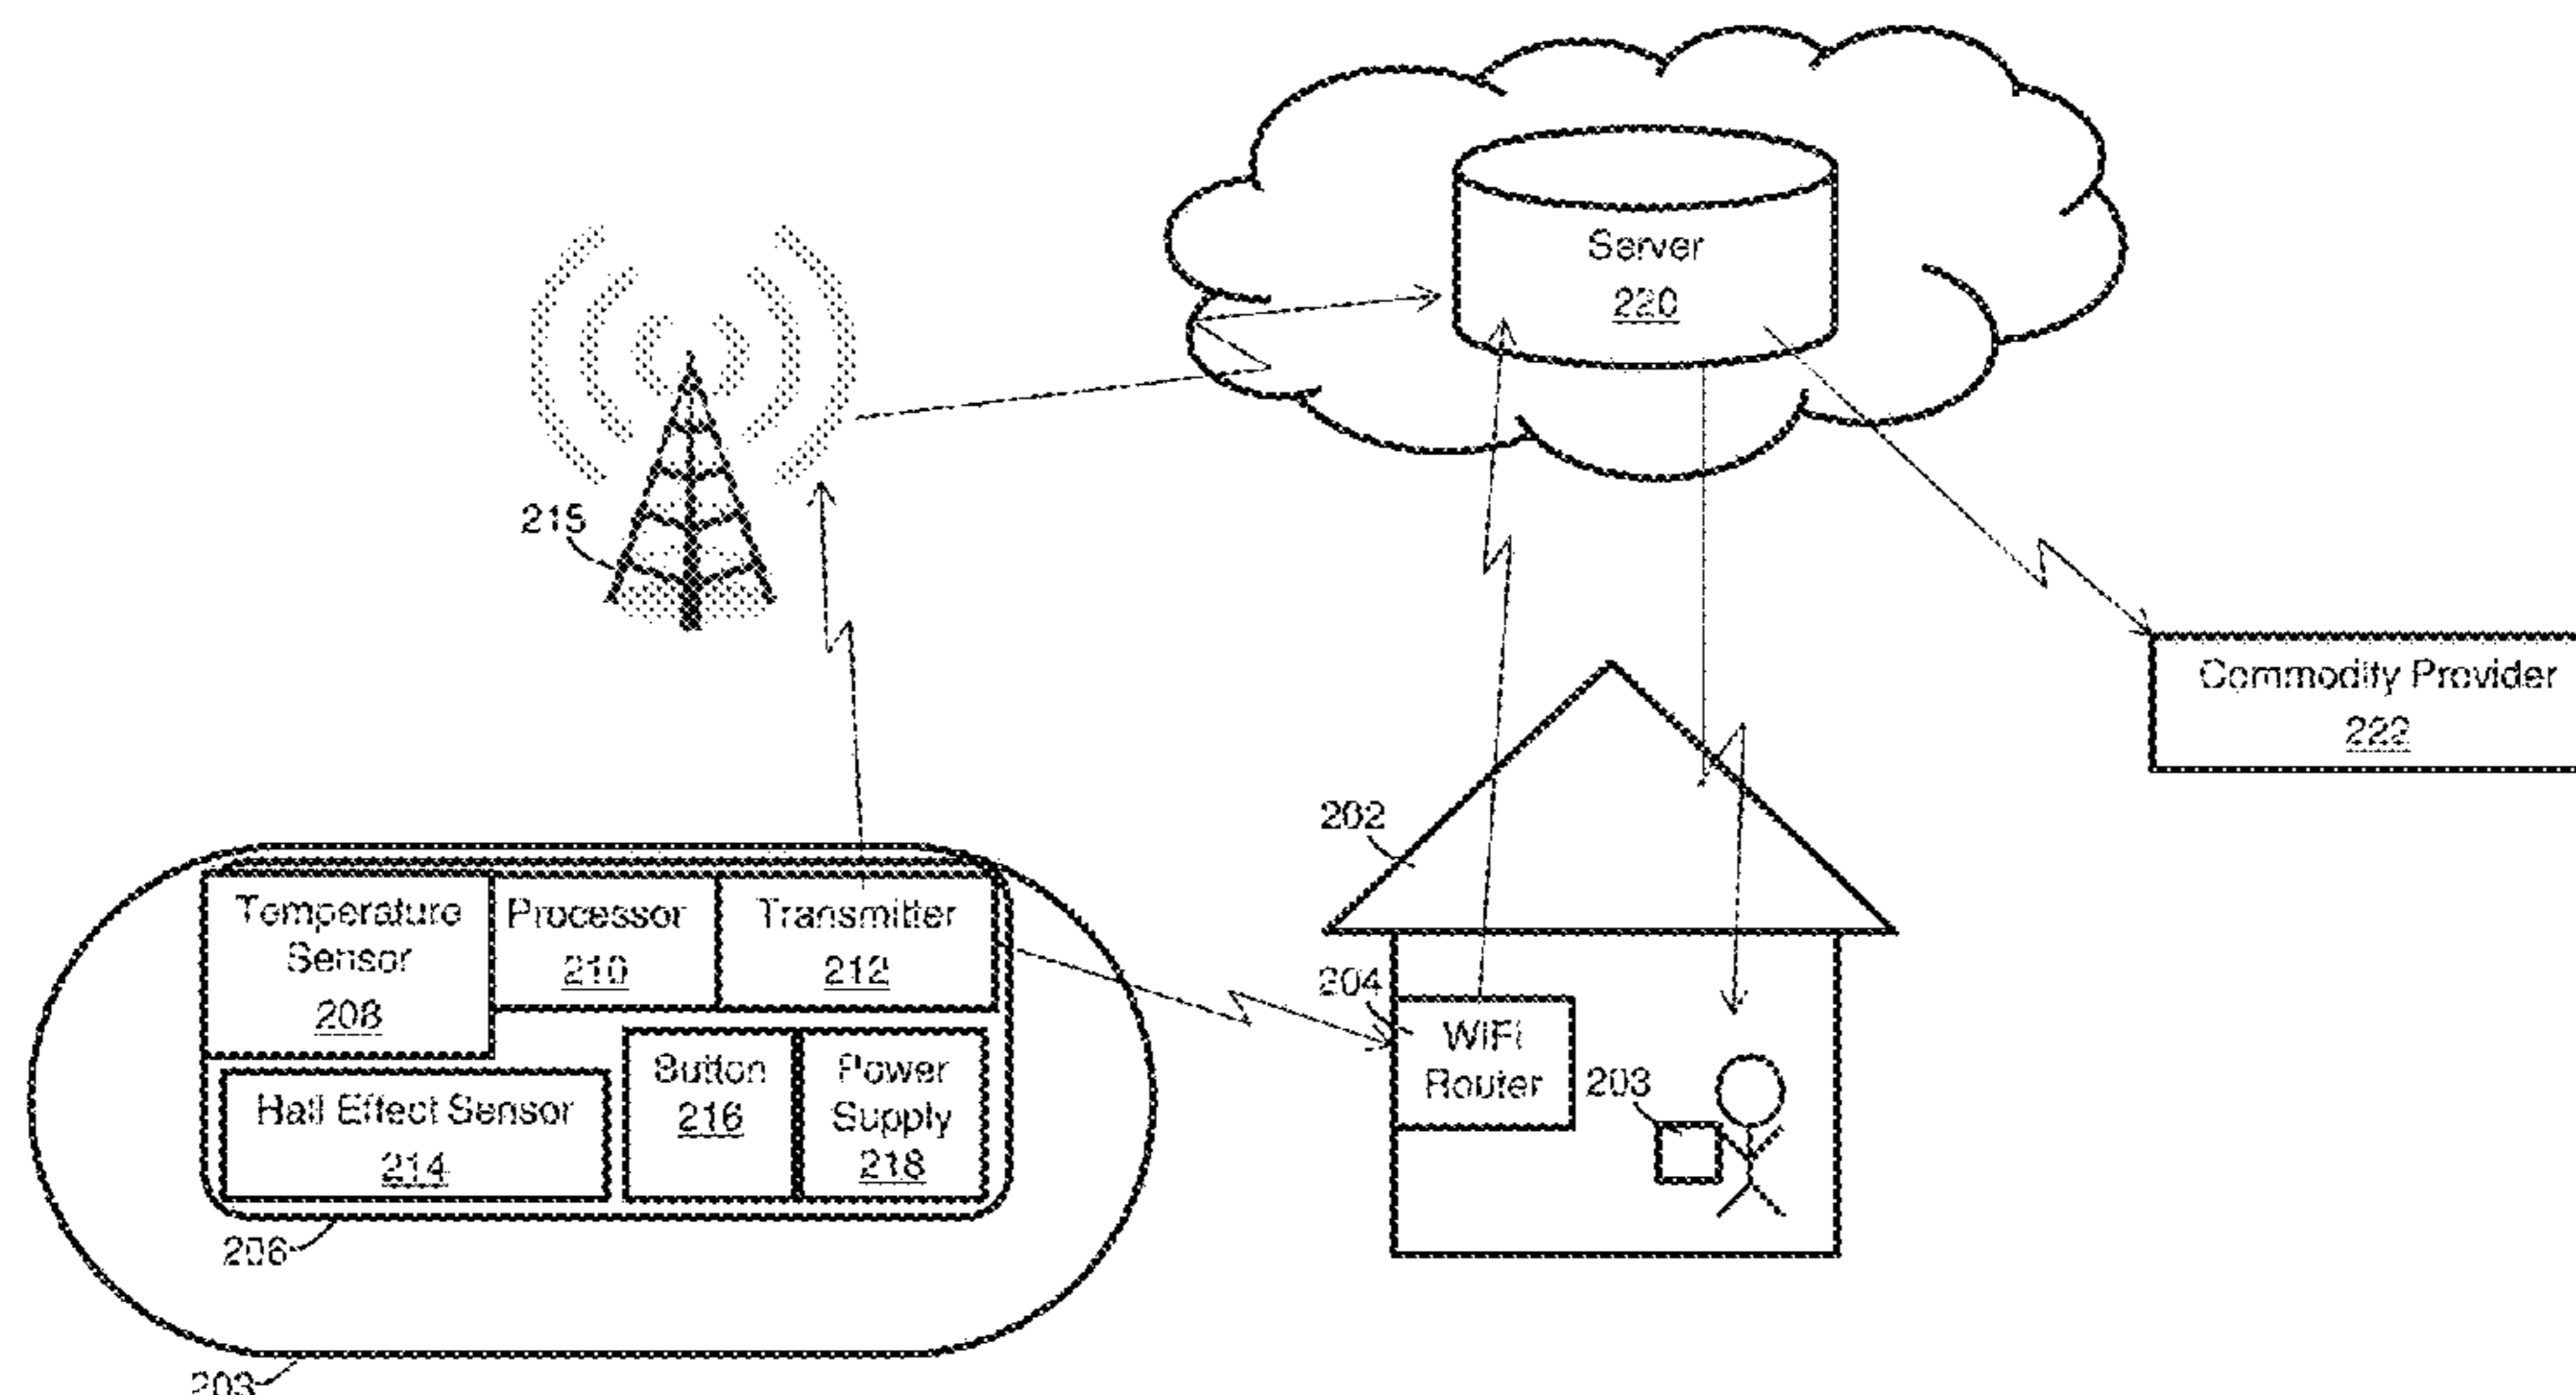 Server
220
215
Commodity Provider
222
202
Temperature
Sensor
208
Processor
210
Transmitter
212
204
WiFi
Router
203
Hall Effect Sensor
214
Button
216
Power
Supply
218
206
203